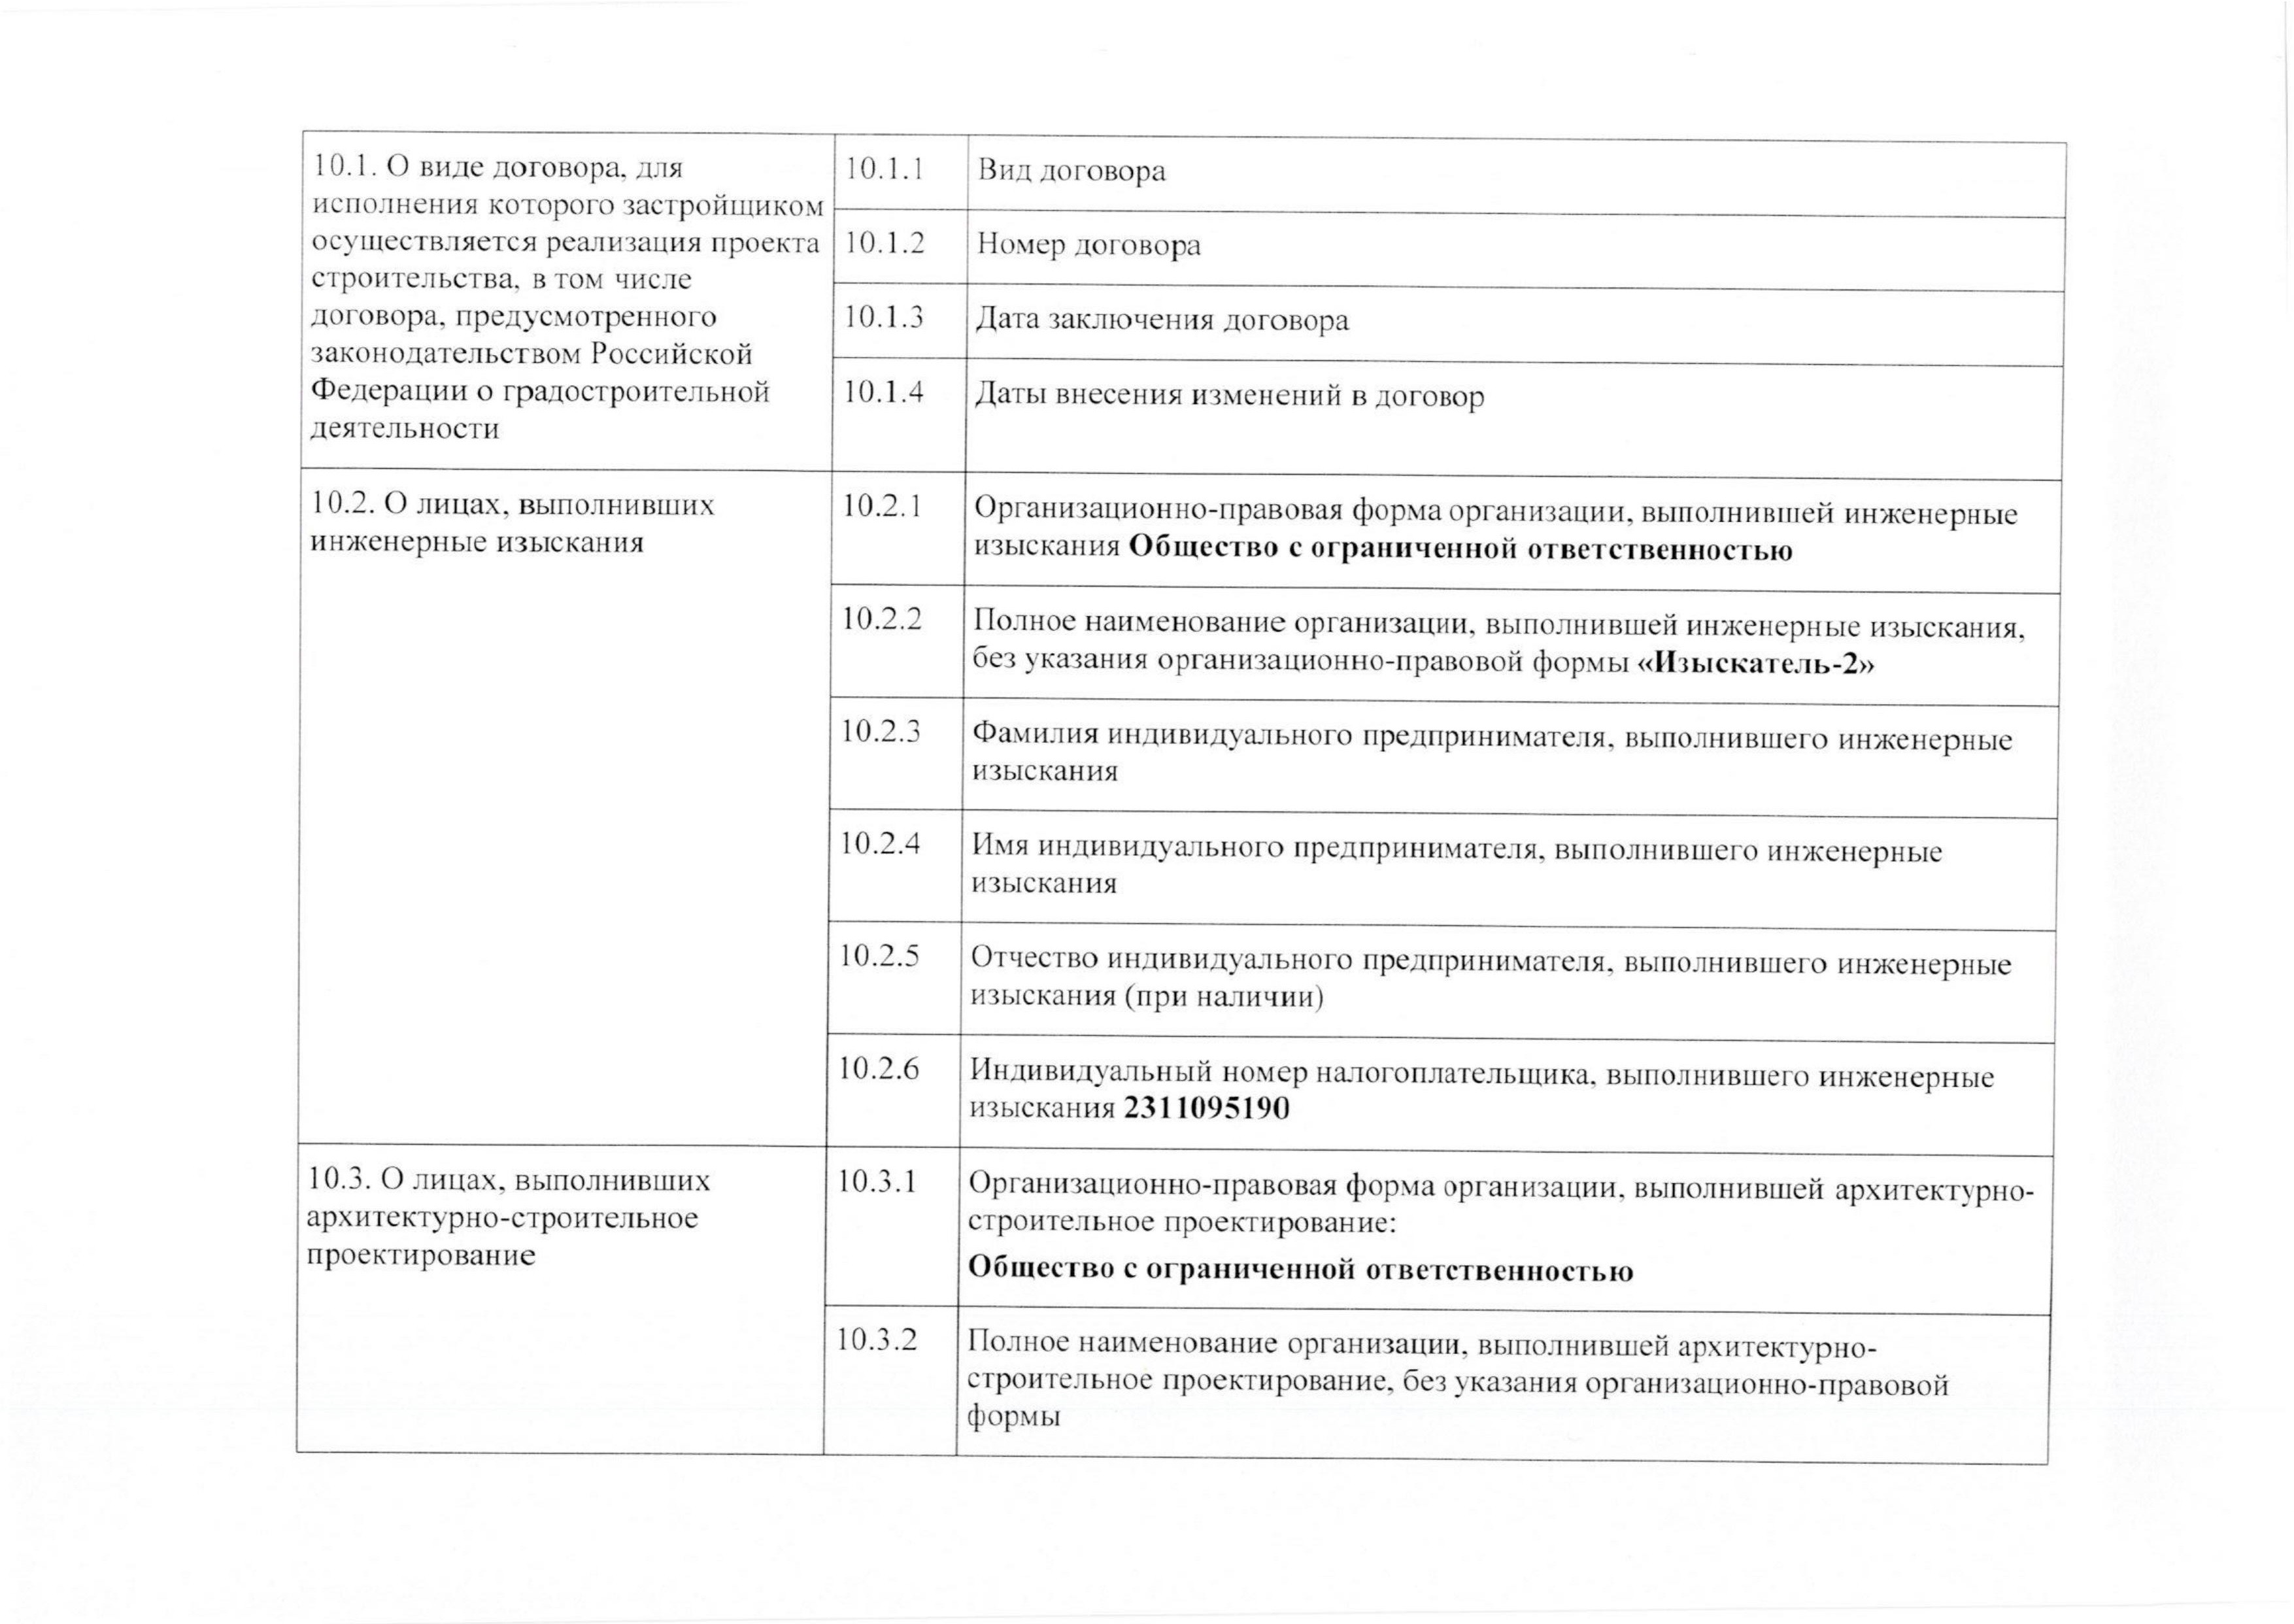 10.1. О виде договора, для
исполнения которого застройщиком
осуществляется реализация проекта
строительства, в том числе
договора, предусмотренного
законодательством Российской
Федерации о градостроительной
деятельности
10.1.1
Вид договора
10.1.2
Номер договора
10.1.3
Дата заключения договора
10.1.4
Даты внесения изменений в договор
10.2. О лицах, выполнивших
инженерные изыскания
10.2.1
Организационно-правовая форма организации, выполнившей инженерные
изыскания Общество с ограниченной ответственностью
10.2.2
Полное наименование организации, выполнившей инженерные изыскания,
без указания организационно-правовой формы «Изыскатель-2»
10.2.3
Фамилия индивидуального предпринимателя, выполнившего инженерные
изыскания
10.2.4
Имя индивидуального предпринимателя, выполнившего инженерные
изыскания
10.2.5
Отчество индивидуального предпринимателя, выполнившего инженерные
изыскания (при наличии)
10.2.6
Индивидуальный номер налогоплательщика, выполнившего инженерные
изыскания 2311095190
10.3. О лицах, выполнивших
архитектурно-строительное
проектирование
10.3.1
Организационно-правовая форма организации, выполнившей архитектурно-
строительное проектирование:
Общество с ограниченной ответственностью
10.3.2
Полное наименование организации, выполнившей архитектурно-
строительное проектирование, без указания организационно-правовой
формы